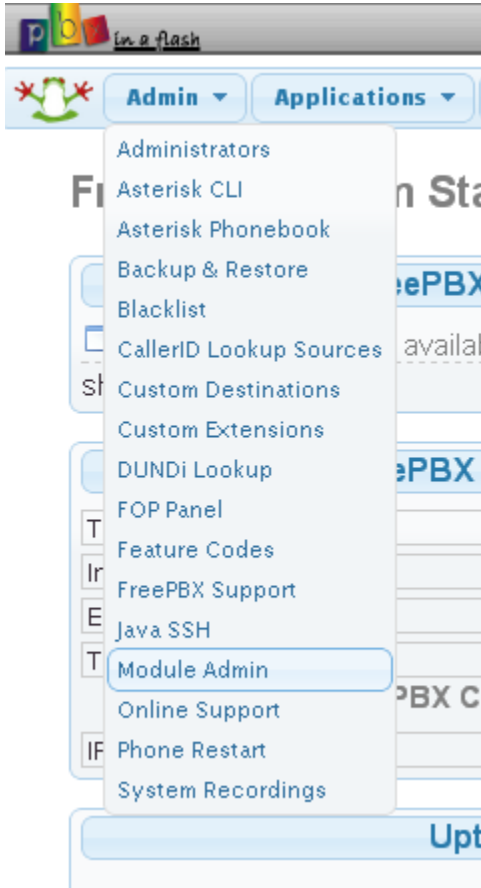 pbx in a flash
Admin Applications
Administrators
Asterisk CLI
Asterisk Phonebook
Backup & Restore
Blacklist
CallerID Lookup Sources
Custom Destinations
Custom Extensions
DUNDi Lookup
FOP Panel
Feature Codes
FreePBX Support
Java SSH
Module Admin
Online Support
Phone Restart
System Recordings